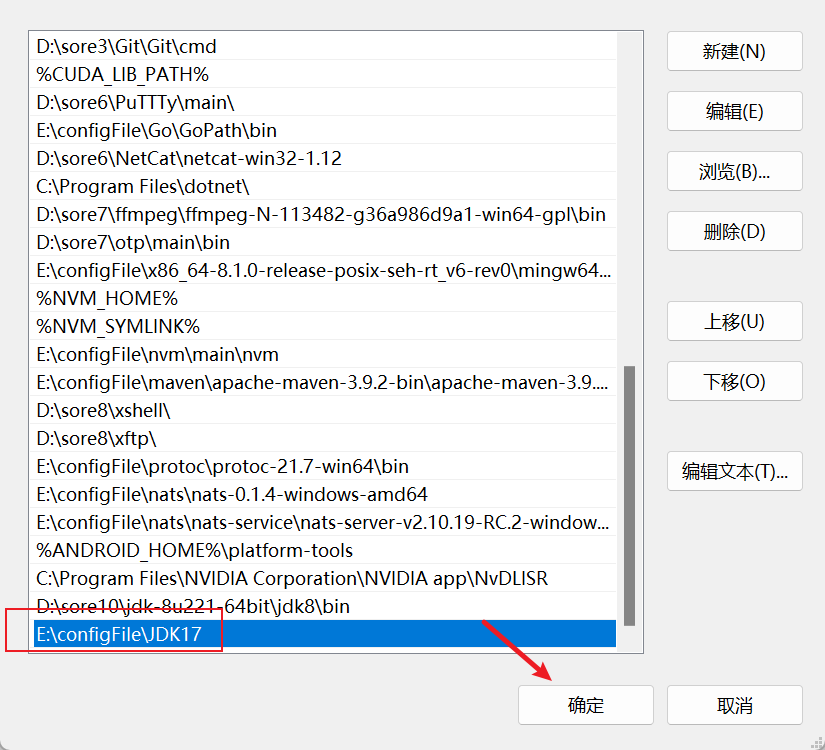 D:\sore3\Git\Git\cmd
%CUDA_LIB_PATH%
D:\sore6\PuTTTy\main\
E:\configFile\Go\GoPath\bin
D:\sore6\NetCat\netcat-win32-1.12
C:\Program Files\dotnet\
D:\sore7\ffmpeg\ffmpeg-N-113482-g36a986d9a1-win64-gpl\bin
D:\sore7\otp\main\bin
E:\configFile\x86_64-8.1.0-release-posix-seh-rt_v6-rev0\mingw64...
%NVM_HOME%
%NVM_SYMLINK%
E:\configFile\nvm\main\nvm
E:\configFile\maven\apache-maven-3.9.2-bin\apache-maven-3.9....
D:\sore8\xshell\
D:\sore8\xftp\
E:\configFile\protoc\protoc-21.7-win64\bin
E:\configFile\nats\nats-0.1.4-windows-amd64
E:\configFile\nats\nats-service\nats-server-v2.10.19-RC.2-window...
%ANDROID_HOME%\platform-tools
C:\Program Files\NVIDIA Corporation\NVIDIA app\NvDLISR
D:\sore10\jdk-8u221-64bit\jdk8\bin
E:\configFile\JDK17
新建(N)
编辑(E)
浏览(B)...
删除(D)
上移(U)
下移(O)
编辑文本(T)...
确定
取消